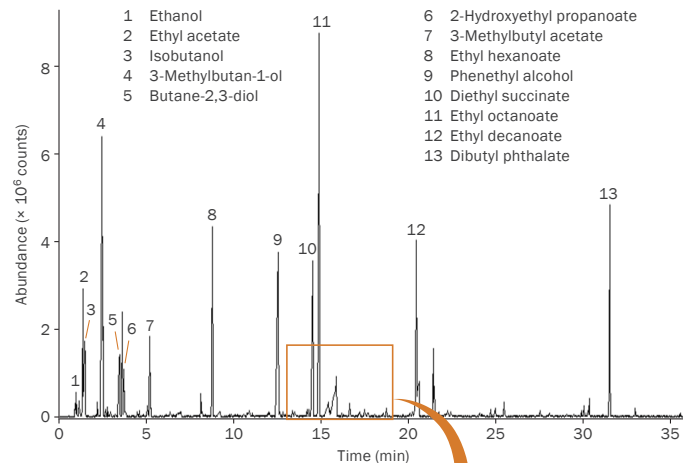 1 Ethanol
2 Ethyl acetate
3 Isobutanol
4 3-Methylbutan-1-ol
5 Butane-2,3-diol
6 2-Hydroxyethyl propanoate
7 3-Methylbutyl acetate
8 Ethyl hexanoate
9 Phenethyl alcohol
10 Diethyl succinate
11 Ethyl octanoate
12 Ethyl decanoate
13 Dibutyl phthalate
Abundance (× 10⁶ counts)
8
6
4
2
0
1
2
3
4
5
6
7
8
9
10
11
12
13
0 5 10 15 20 25 30 35
Time (min)